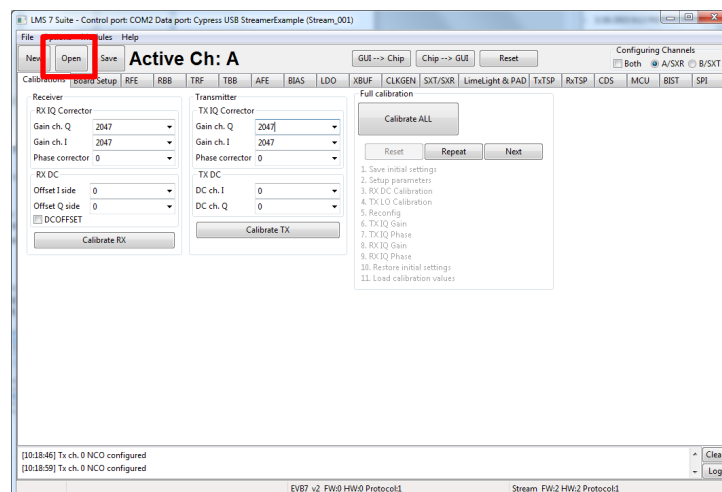 LMS 7 Suite - Control port: COM2 Data port: Cypress USB StreamerExample (Stream_001)
File Help
New Open Save Active Ch: A GUI --> Chip Chip --> GUI Reset Configuring Channels
Both A/SXR B/SXT
Calibrations Board Setup RFE RBB TRF TBB AFE BIAS LDO XBUF CLKGEN SXT/SXR LimeLight & PAD TxTSP RxTSP CDS MCU BIST SPI
Receiver
RX IQ Corrector
Gain ch. Q 2047
Gain ch. I 2047
Phase corrector 0
RX DC
Offset I side 0
Offset Q side 0
DCOFFSET
Calibrate RX
Transmitter
TX IQ Corrector
Gain ch. Q 2047
Gain ch. I 2047
Phase corrector 0
TX DC
DC ch. I 0
DC ch. Q 0
Calibrate TX
Full calibration
Calibrate ALL
Reset Repeat Next
1. Save initial settings
2. Setup parameters
3. RX DC Calibration
4. TX LO Calibration
5. Reconfig
6. TX IQ Gain
7. TX IQ Phase
8. RX IQ Gain
9. RX IQ Phase
10. Restore initial settings
11. Load calibration values
[10:18:46] Tx ch. 0 NCO configured
[10:18:59] Tx ch. 0 NCO configured
Clea
Log
EVB7 v2 FW:0 HW:0 Protocol:1 Stream FW:2 HW:2 Protocol:1